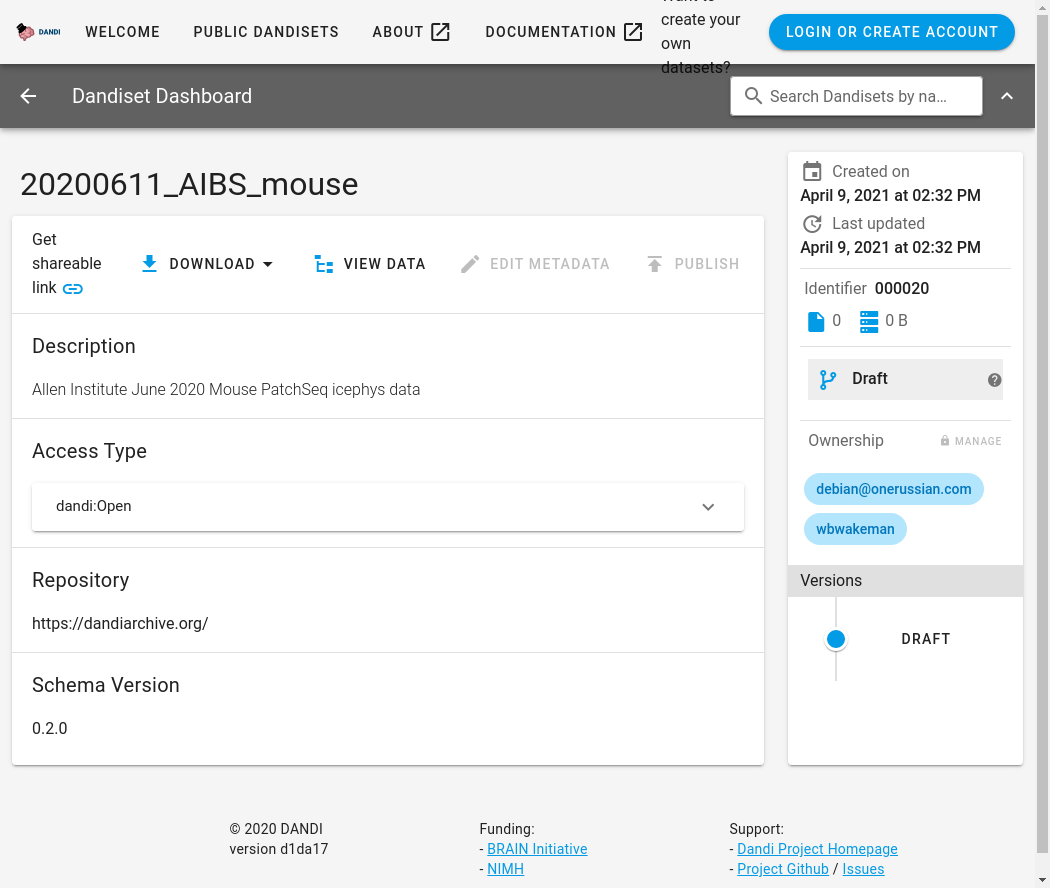 DANDI
WELCOME
PUBLIC DANDISETS
ABOUT
DOCUMENTATION
create your
own
datasets?
LOGIN OR CREATE ACCOUNT
Dandiset Dashboard
Search Dandisets by na...
20200611_AIBS_mouse
Get
shareable
link
DOWNLOAD
VIEW DATA
EDIT METADATA
PUBLISH
Description
Allen Institute June 2020 Mouse PatchSeq icephys data
Access Type
dandi:Open
Repository
https://dandiarchive.org/
Schema Version
0.2.0
Created on
April 9, 2021 at 02:32 PM
Last updated
April 9, 2021 at 02:32 PM
Identifier 000020
0 0 B
Draft
Ownership MANAGE
debian@onerussian.com
wbwakeman
Versions
DRAFT
© 2020 DANDI
version d1da17
Funding:
- BRAIN Initiative
- NIMH
Support:
- Dandi Project Homepage
- Project Github / Issues